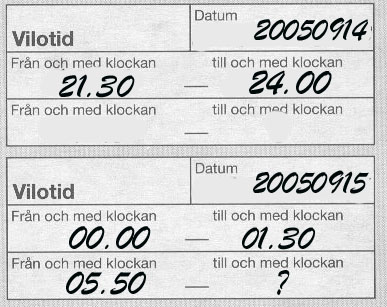 Datum
Vilotid 20050914
Från och med klockan till och med klockan
21.30 — 24.00
Från och med klockan till och med klockan
—
Datum
Vilotid 20050915
Från och med klockan till och med klockan
00.00 — 01.30
Från och med klockan till och med klockan
05.50 — ?